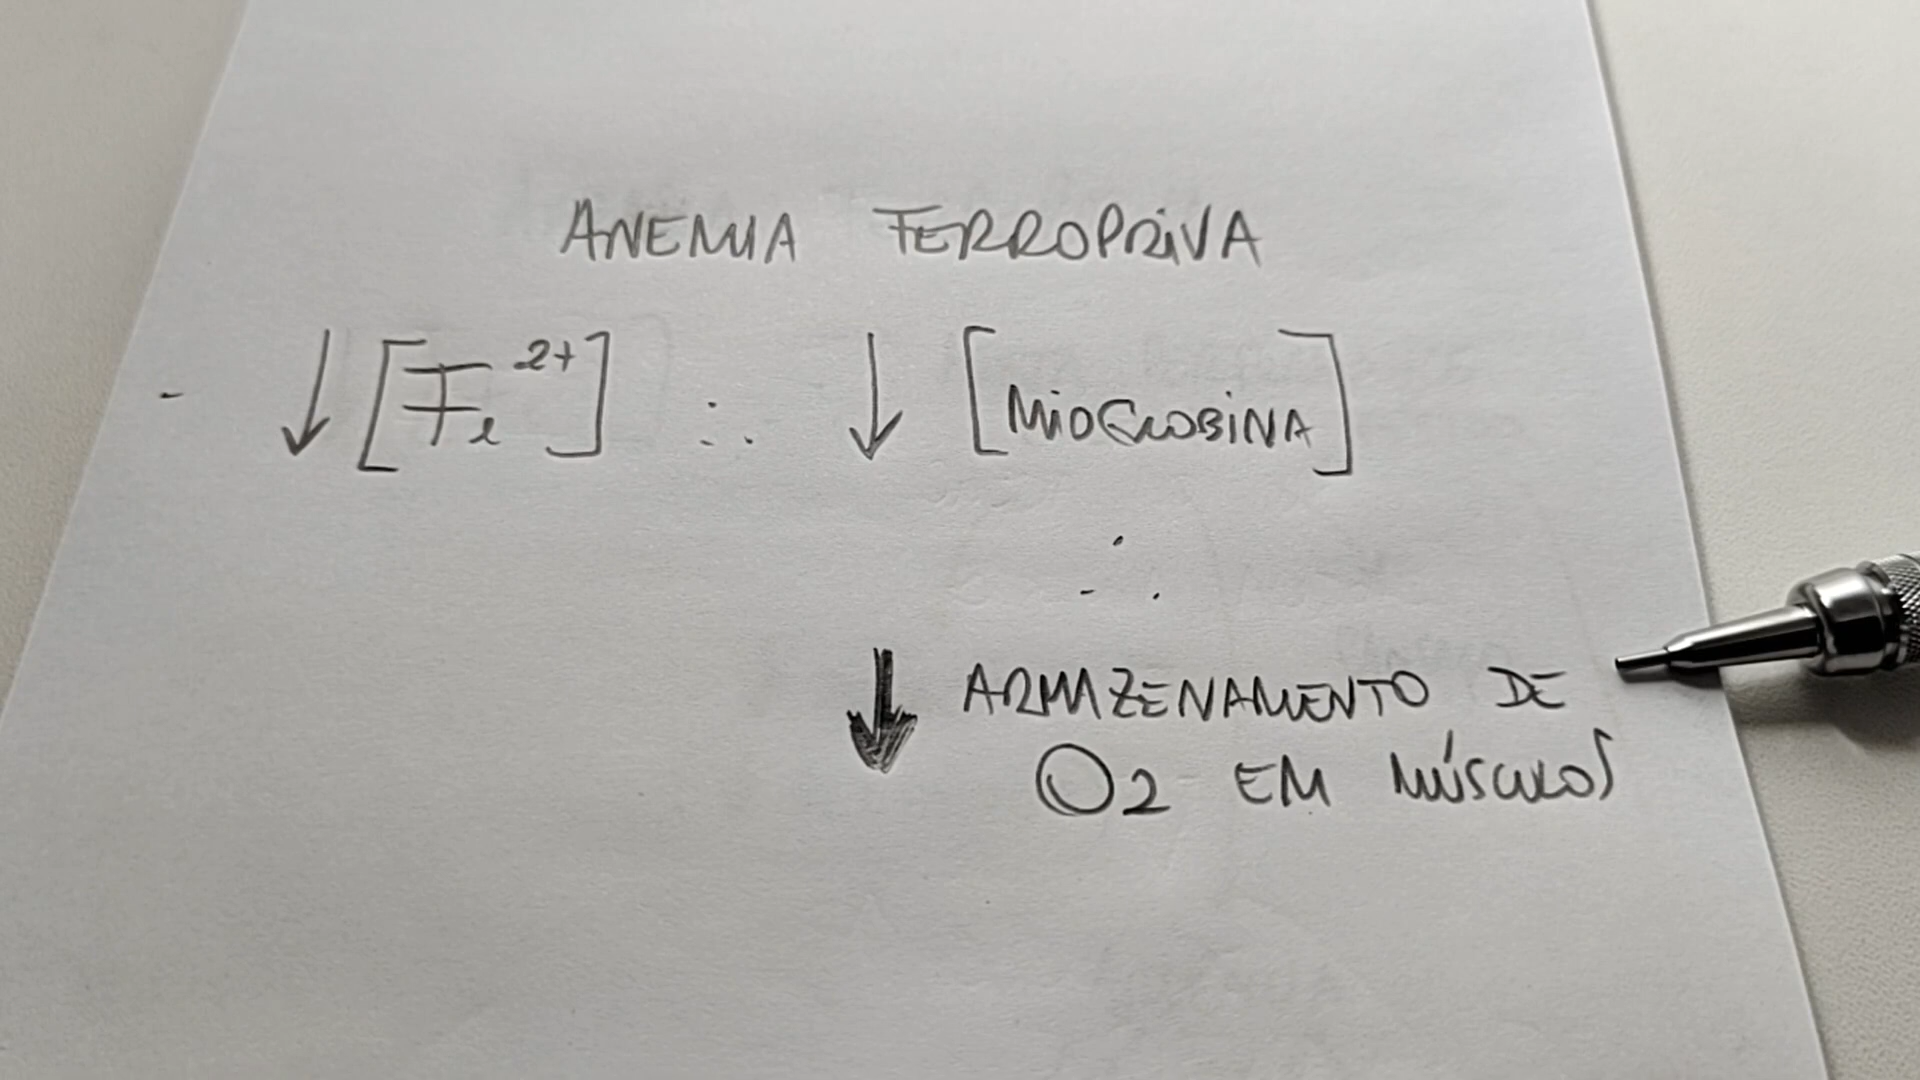 ANEMIA FERROPRiVA
- ↓ [Fe²⁺] ∴ ↓ [MiOGLOBiNA]
∴
↓ ARMAZENAMENTO DE
O2 EM MÚSCULOS